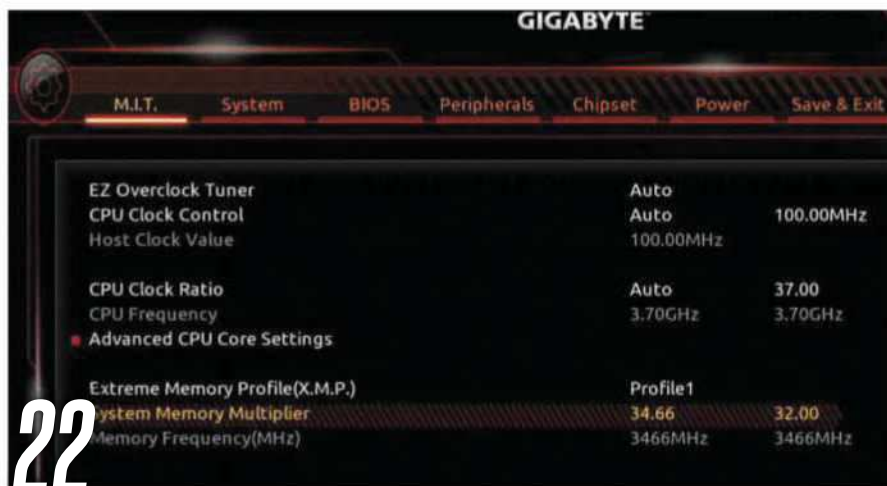 GIGABYTE
M.I.T. System BIOS Peripherals Chipset Power Save & Exit
EZ Overclock Tuner Auto
CPU Clock Control Auto 100.00MHz
Host Clock Value 100.00MHz
CPU Clock Ratio Auto 37.00
CPU Frequency 3.70GHz 3.70GHz
Advanced CPU Core Settings
Extreme Memory Profile(X.M.P.) Profile1
ystem Memory Multiplier 34.66 32.00
Memory Frequency(MHz) 3466MHz 3466MHz
22